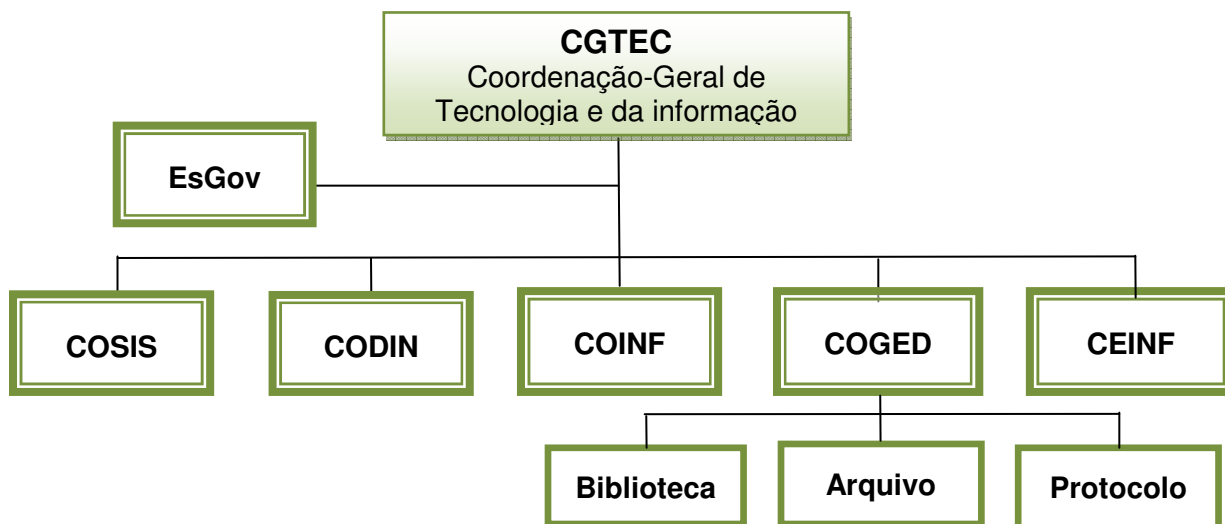 CGTEC
Coordenação-Geral de
Tecnologia e da informação
EsGov
COSIS
CODIN
COINF
COGED
CEINF
Biblioteca
Arquivo
Protocolo